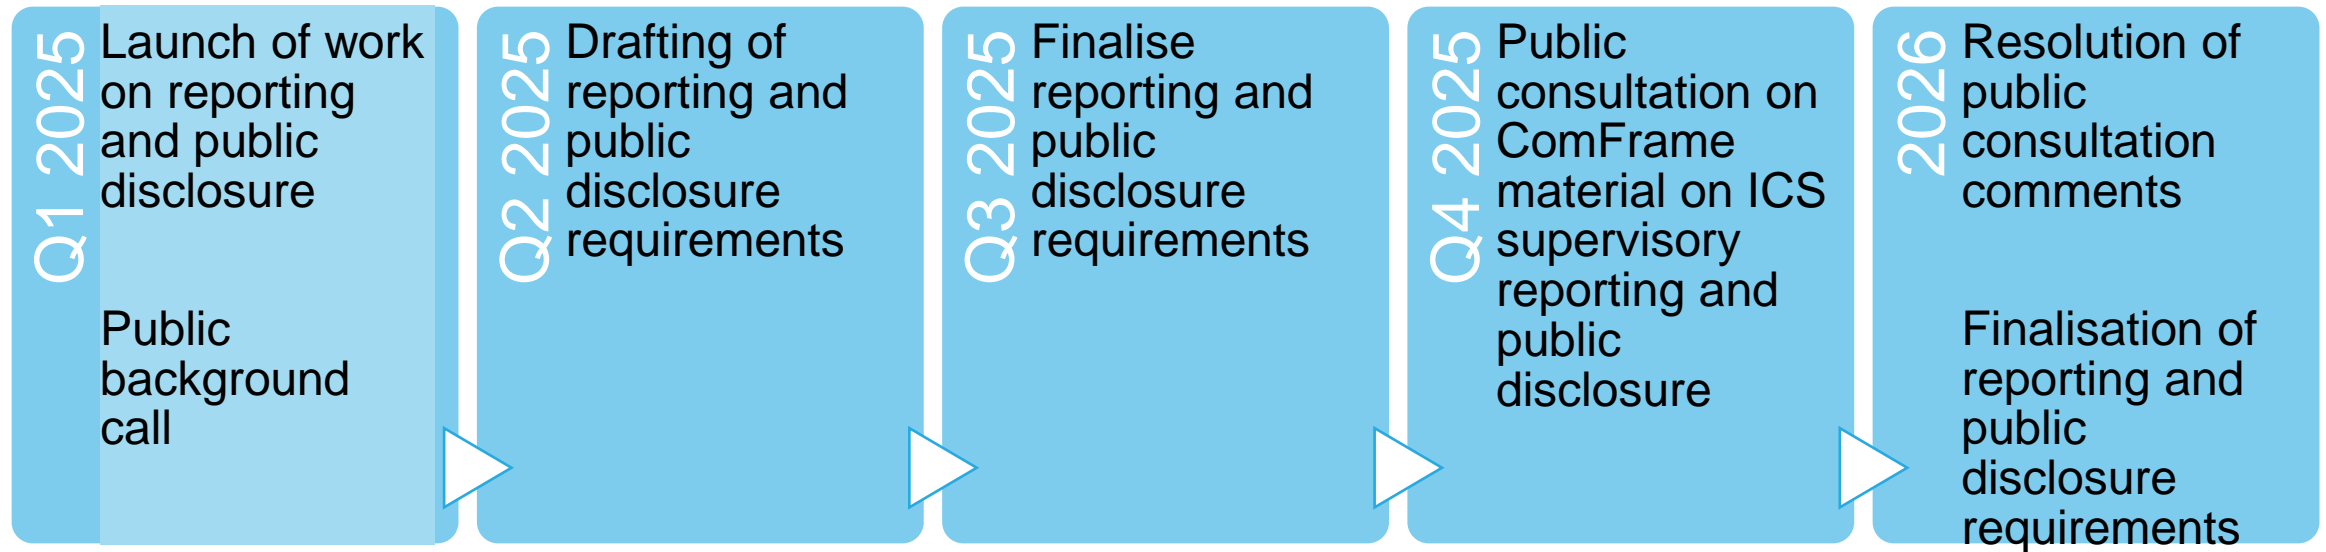 Q1 2025
Launch of work
on reporting
and public
disclosure
Public
background
call
Q2 2025
Drafting of
reporting and
public
disclosure
requirements
Q3 2025
Finalise
reporting and
public
disclosure
requirements
Q4 2025
Public
consultation on
ComFrame
material on ICS
supervisory
reporting and
public
disclosure
2026
Resolution of
public
consultation
comments
Finalisation of
reporting and
public
disclosure
requirements